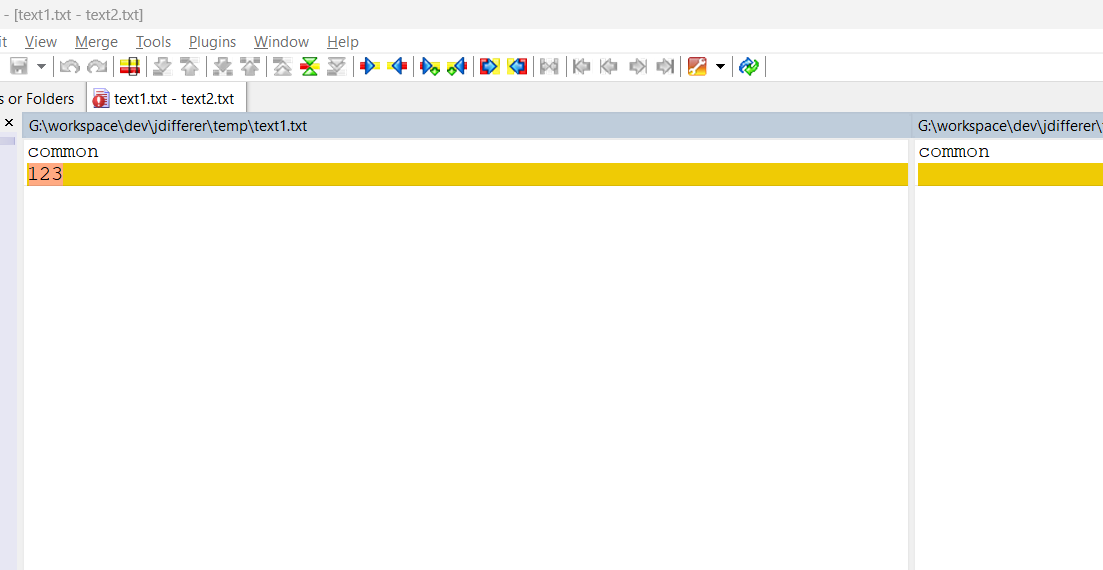 - [text1.txt - text2.txt]
it View Merge Tools Plugins Window Help
s or Folders text1.txt - text2.txt
G:\workspace\dev\jdifferer\temp\text1.txt G:\workspace\dev\jdifferer\
common common
123